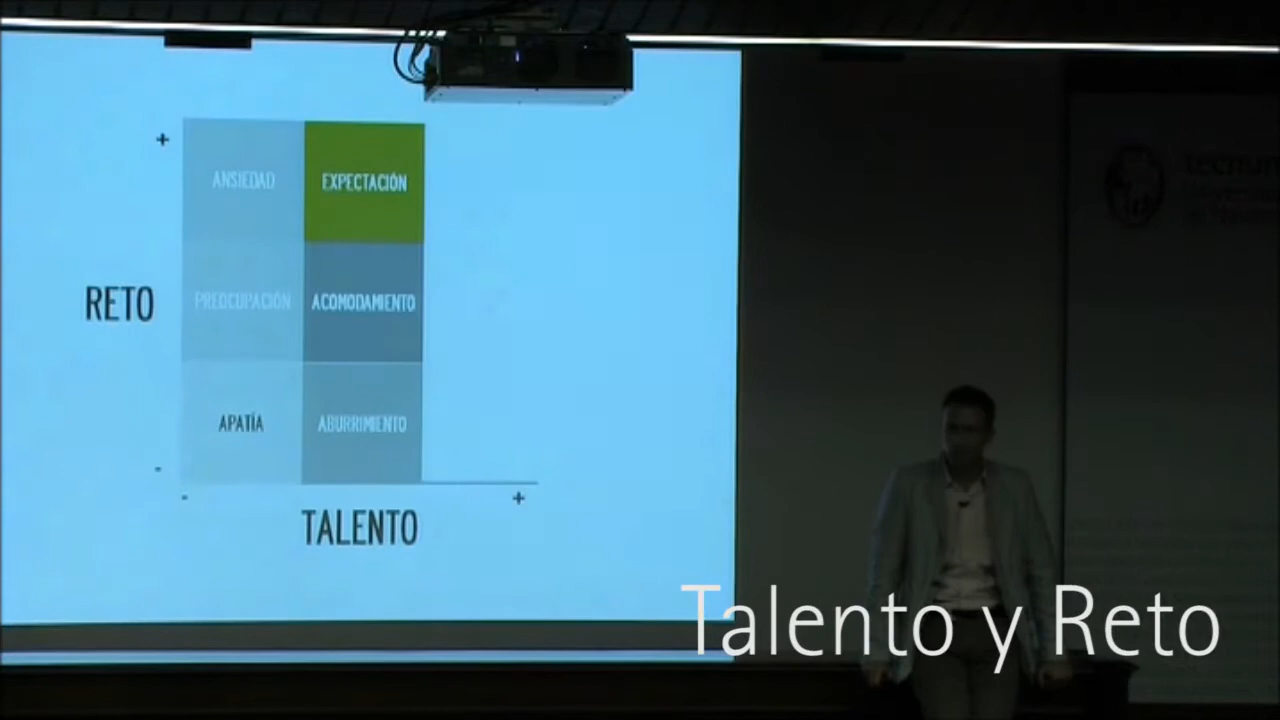 +
ANSIEDAD EXPECTACIÓN
RETO
PREOCUPACIÓN ACOMODAMIENTO
APATÍA ABURRIMIENTO
-
- +
TALENTO
Talento y Reto